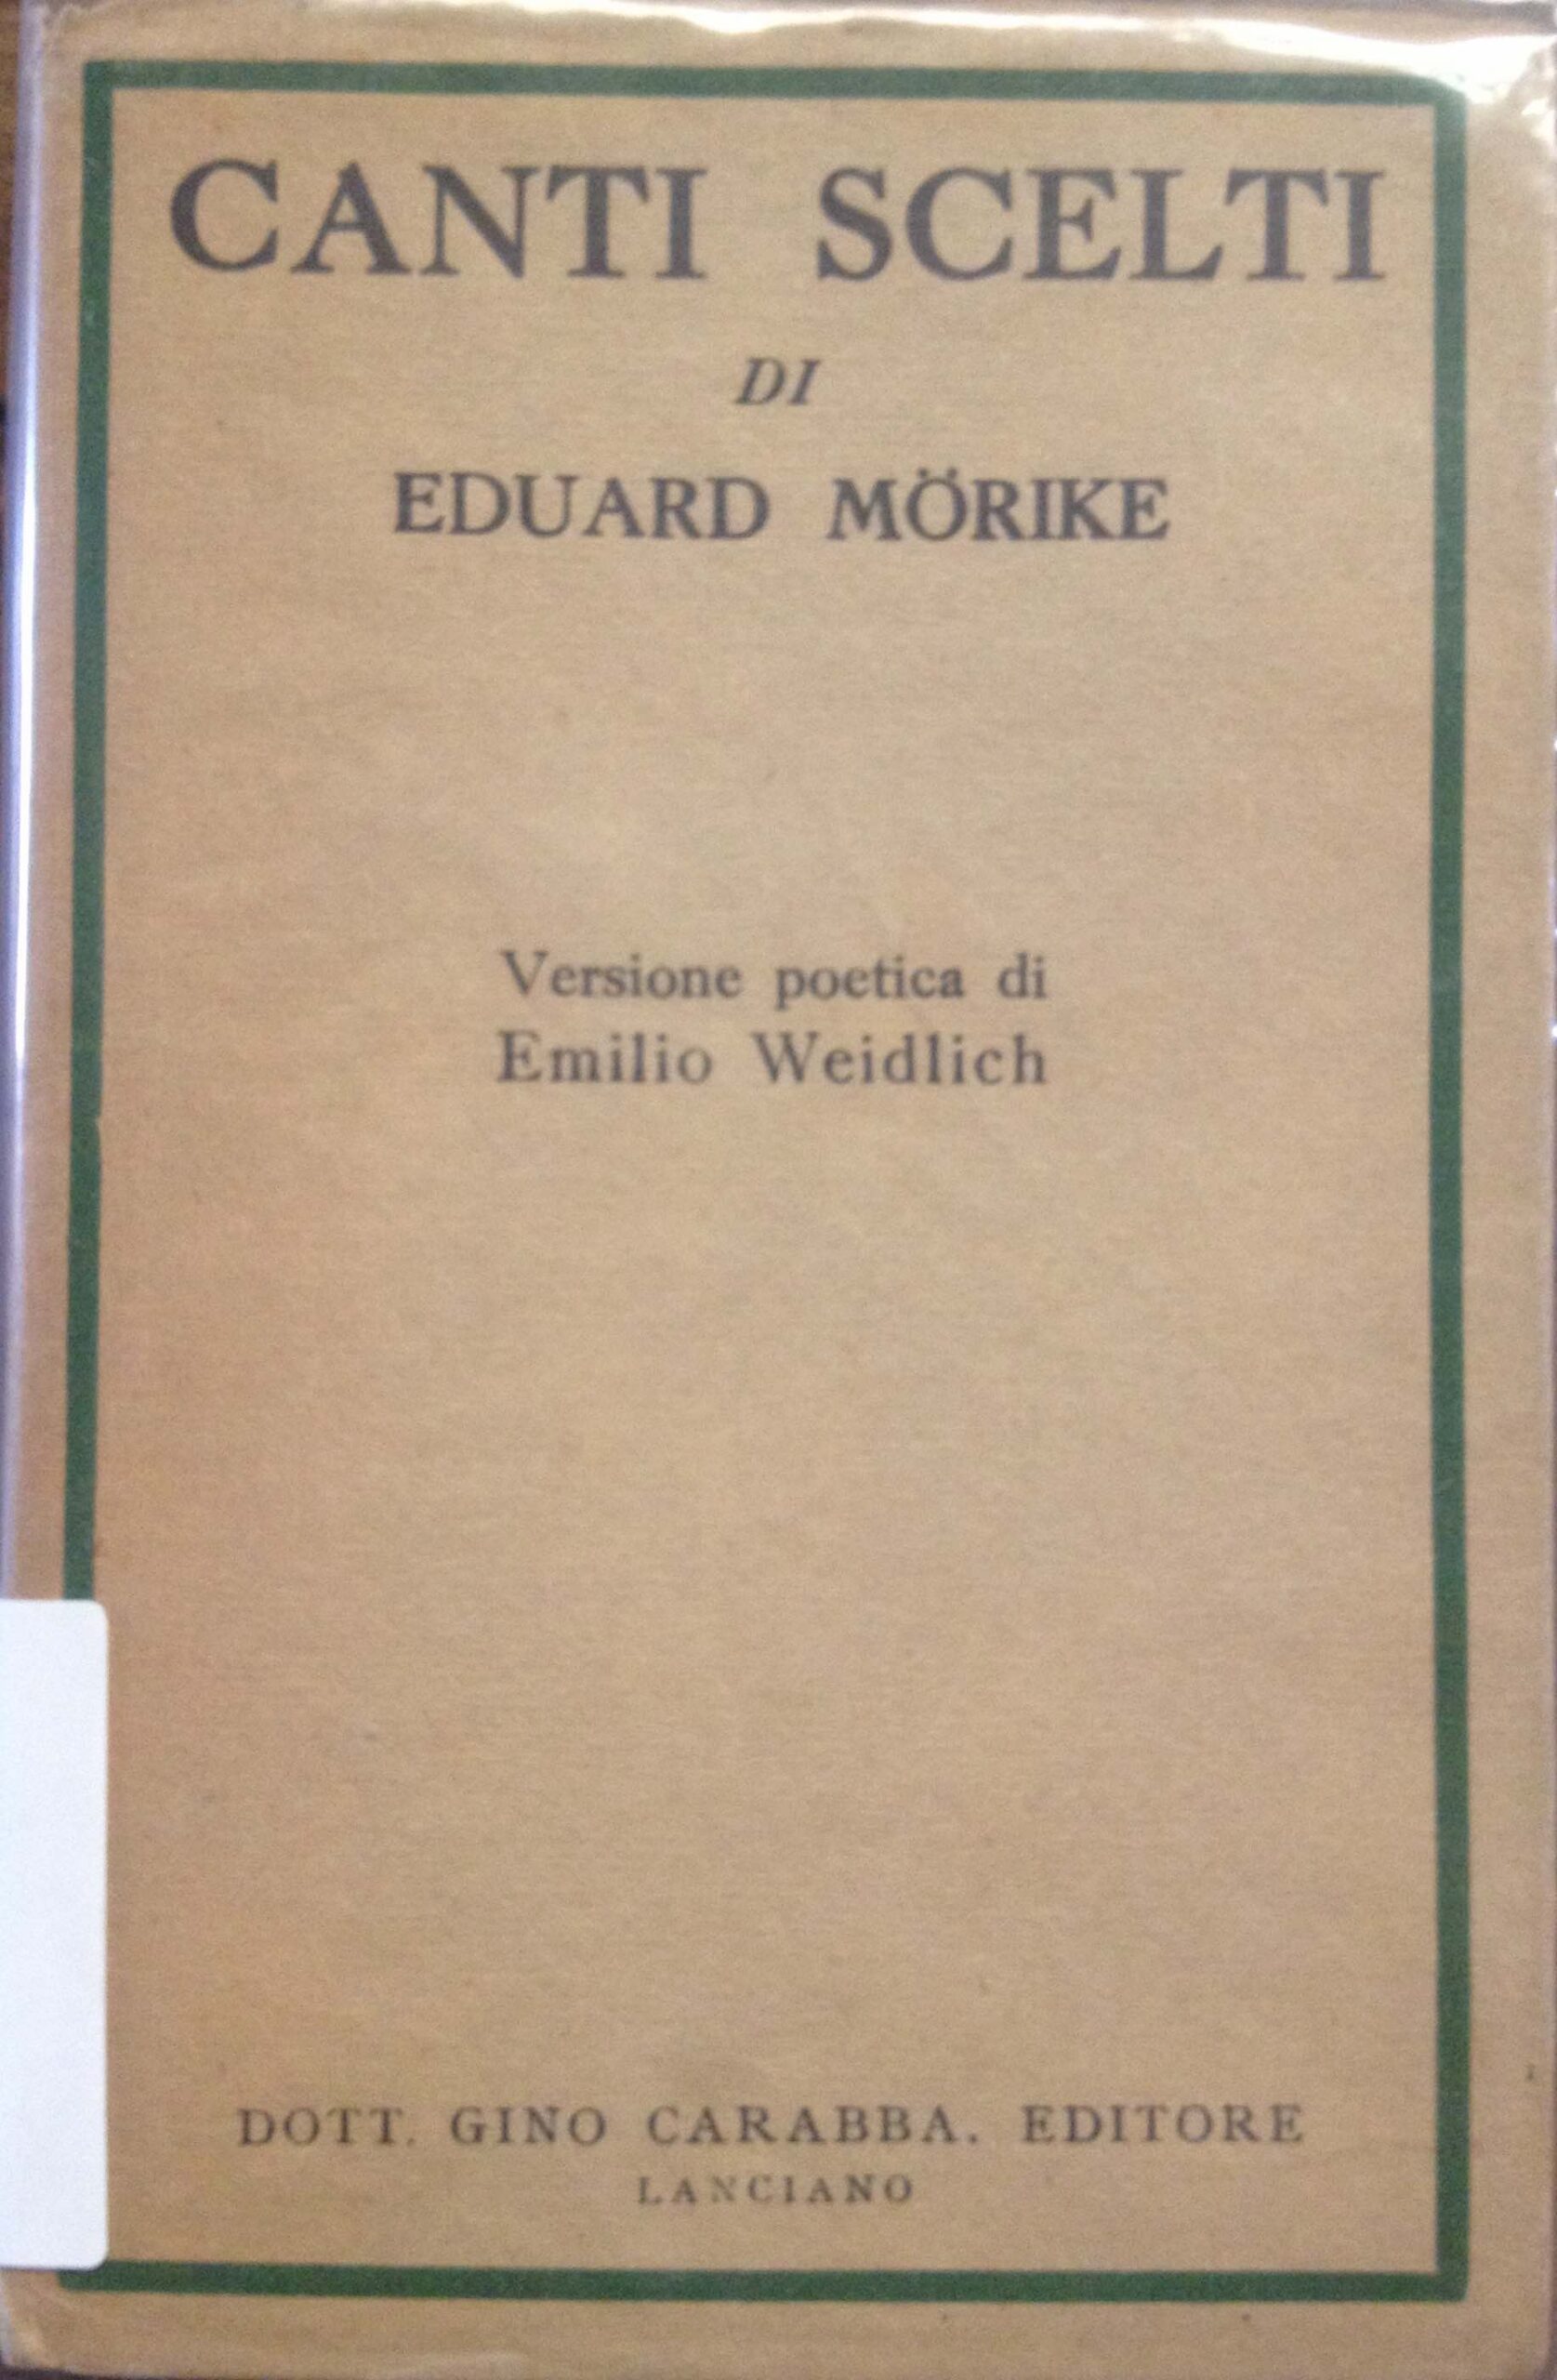 CANTI SCELTI
DI
EDUARD MÖRIKE
Versione poetica di
Emilio Weidlich
DOTT. GINO CARABBA. EDITORE
LANCIANO